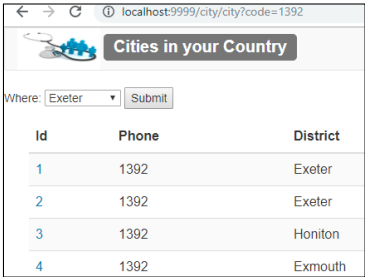 localhost:9999/city/city?code=1392
Cities in your Country
Where: Exeter Submit
Id Phone District
1 1392 Exeter
2 1392 Exeter
3 1392 Honiton
4 1392 Exmouth